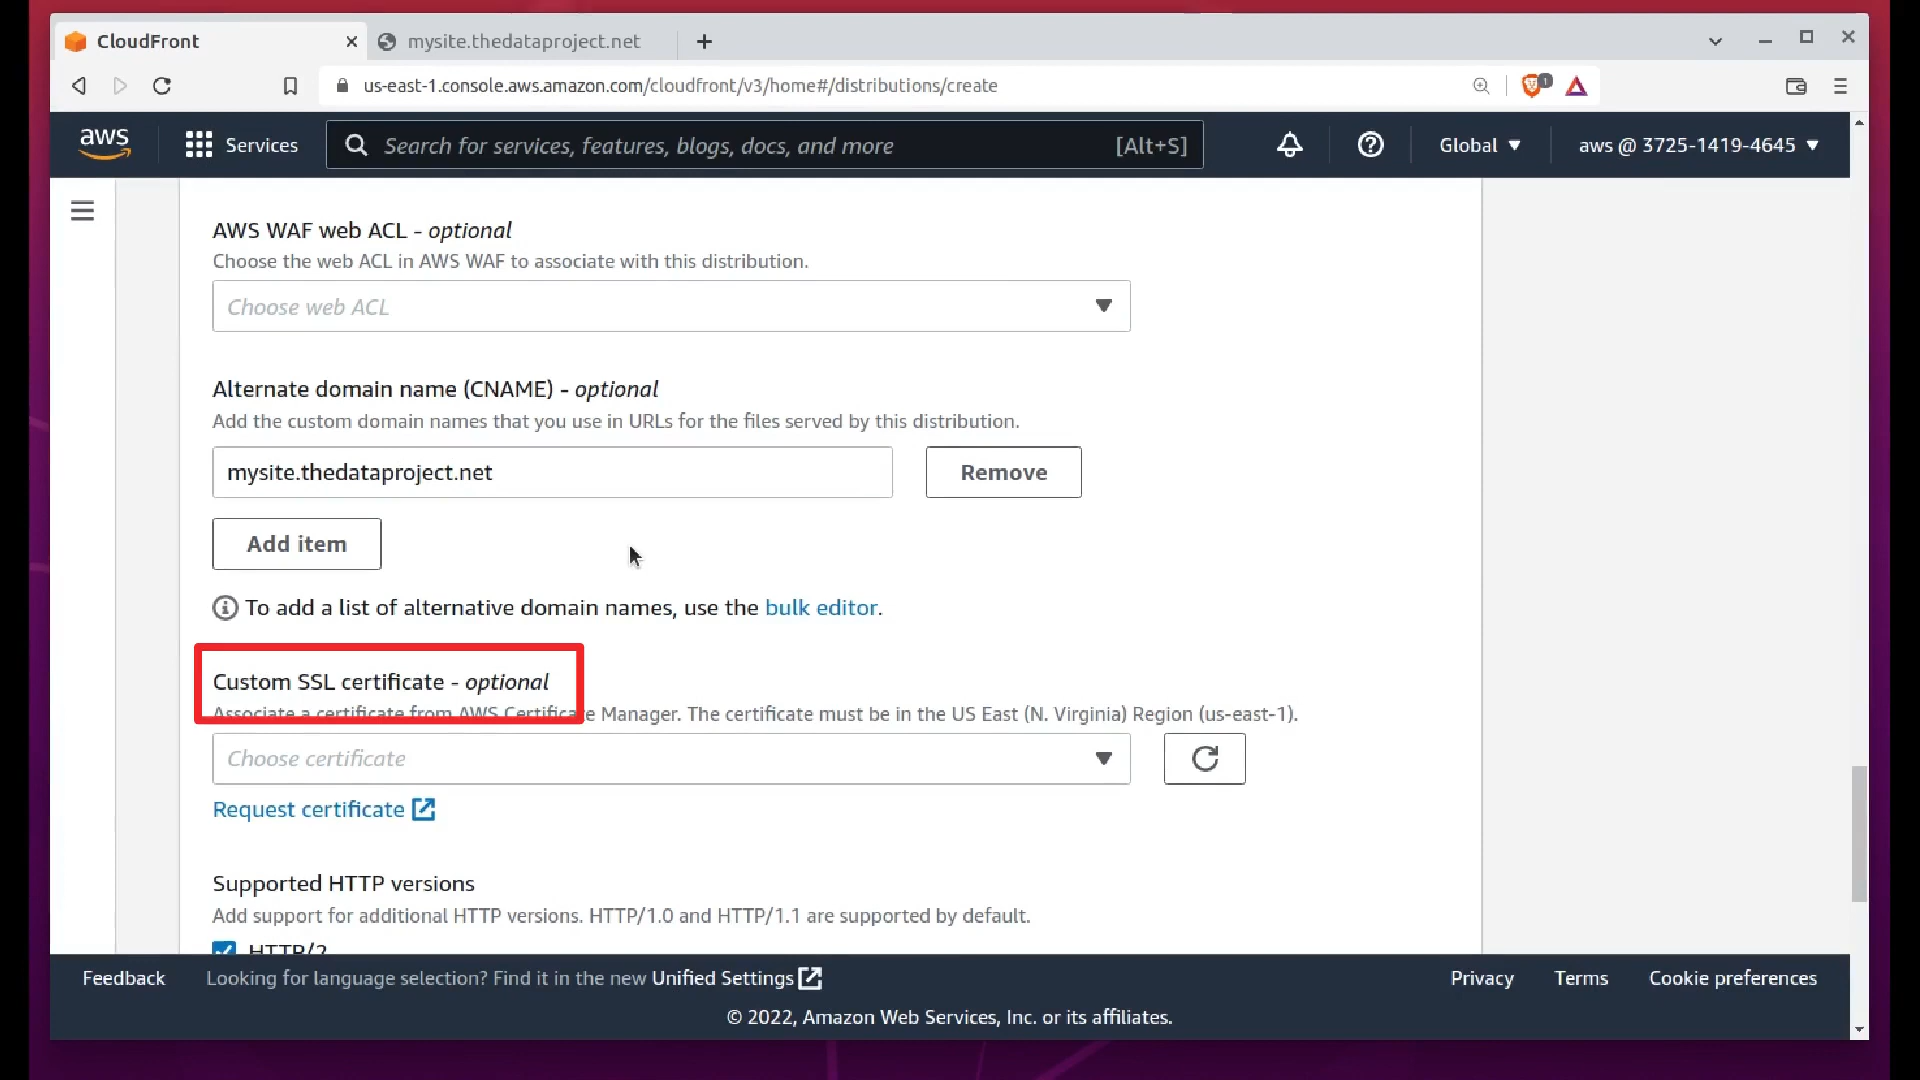 CloudFront
mysite.thedataproject.net
us-east-1.console.aws.amazon.com/cloudfront/v3/home#/distributions/create
1
aws
Services
Search for services, features, blogs, docs, and more
[Alt+S]
Global
aws @ 3725-1419-4645
AWS WAF web ACL - optional
Choose the web ACL in AWS WAF to associate with this distribution.
Choose web ACL
Alternate domain name (CNAME) - optional
Add the custom domain names that you use in URLs for the files served by this distribution.
mysite.thedataproject.net
Remove
Add item
To add a list of alternative domain names, use the bulk editor.
Custom SSL certificate - optional
Associate a certificate from AWS Certificate Manager. The certificate must be in the US East (N. Virginia) Region (us-east-1).
Choose certificate
Request certificate
Supported HTTP versions
Add support for additional HTTP versions. HTTP/1.0 and HTTP/1.1 are supported by default.
HTTP/2
Feedback
Looking for language selection? Find it in the new Unified Settings
Privacy
Terms
Cookie preferences
© 2022, Amazon Web Services, Inc. or its affiliates.